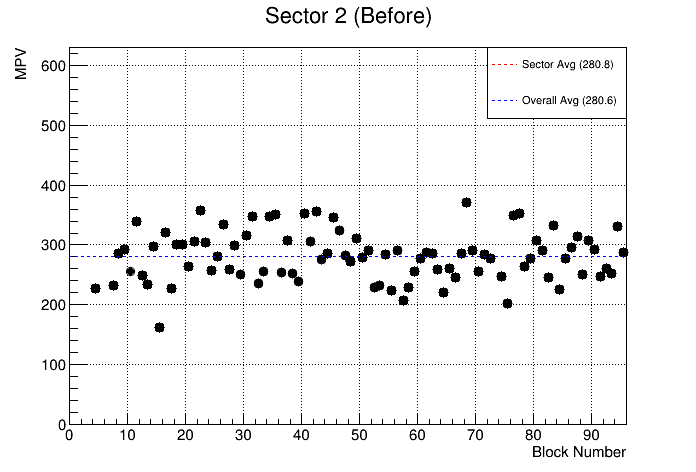 Sector 2 (Before)
MPV
600
Sector Avg (280.8)
Overall Avg (280.6)
500
400
300
200
100
0
0 10 20 30 40 50 60 70 80 90
Block Number